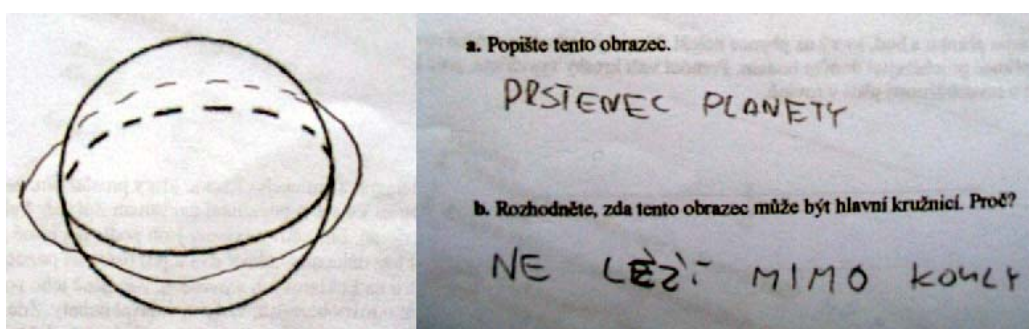 a. Popište tento obrazec.
PRSTENEC PLANETY
b. Rozhodněte, zda tento obrazec může být hlavní kružnicí. Proč?
NE LEŽÍ MIMO KOULI